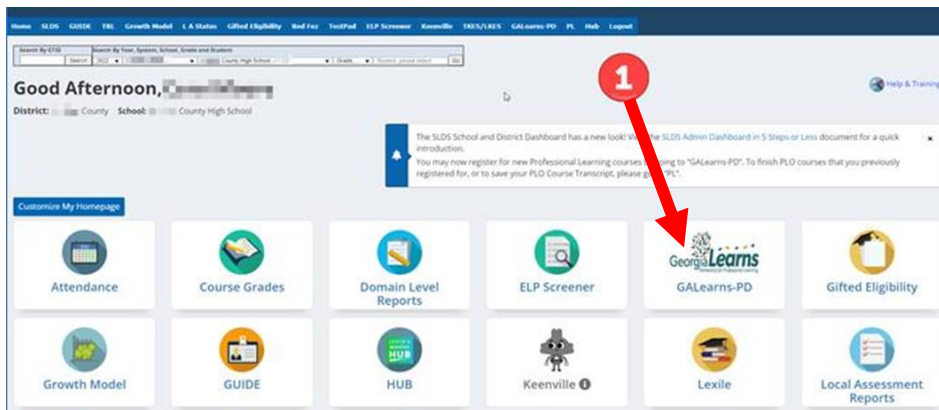 Home SLDS GUIDE TRL Growth Model L A Status Gifted Eligibility Red Fez TestPad ELP Screener Keenville TKES/LKES GALearns-PD PL Hub Logout
Search By GTID Search By Year, System, School, Grade and Student
Search 2022 County High School Grade.. Student, please select GO
Good Afternoon,
1
Help & Training
District: County School: County High School
The SLDS School and District Dashboard has a new look! the SLDS Admin Dashboard in 5 Steps or Less document for a quick
introduction.
You may now register for new Professional Learning courses to "GALearns-PD". To finish PLO courses that you previously
registered for, or to save your PLO Course Transcript, please "PL".
Customize My Homepage
Georgia Learns
Attendance Course Grades Domain Level Reports ELP Screener GALearns-PD Gifted Eligibility
HUB
Growth Model GUIDE HUB Keenville Lexile Local Assessment Reports